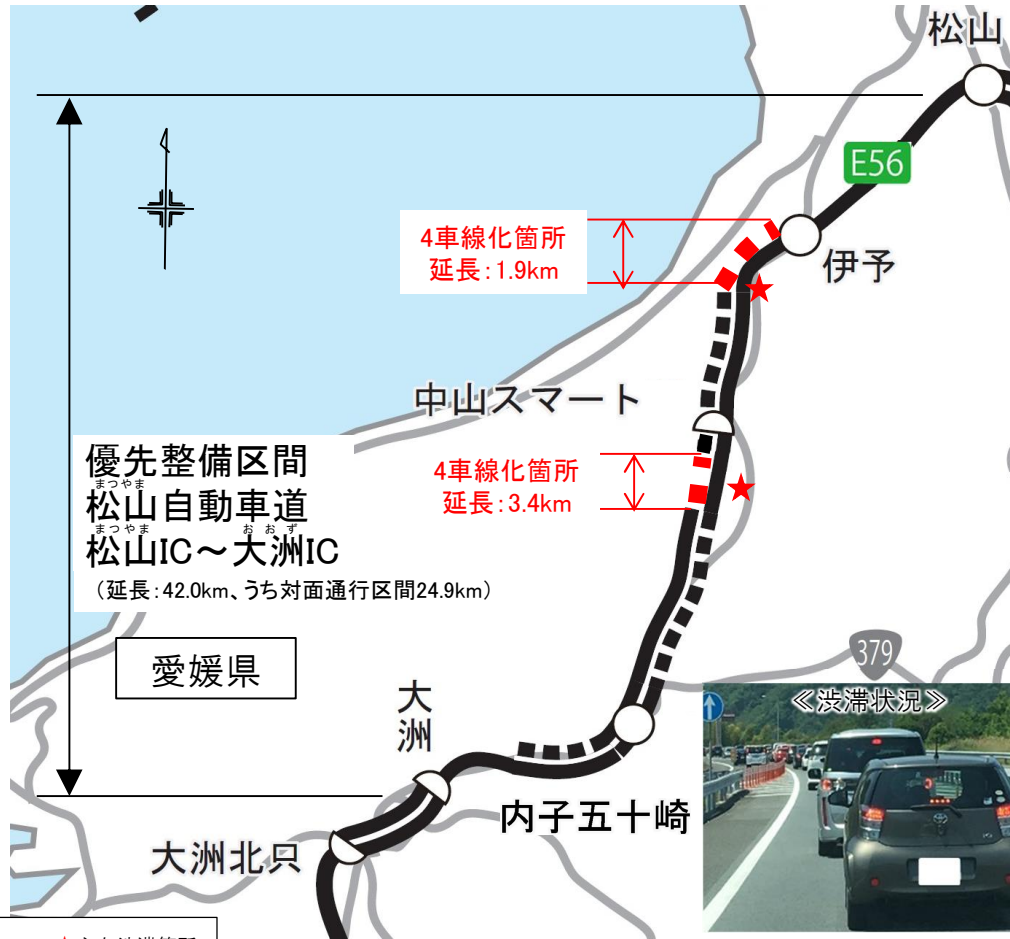 松山
E56
4車線化箇所
延長：1.9km
伊予
中山スマート
優先整備区間
まつやま
松山自動車道
まつやま おおず
松山IC～大洲IC
（延長：42.0km、うち対面通行区間24.9km）
4車線化箇所
延長：3.4km
愛媛県
379
≪渋滞状況≫
大洲
内子五十崎
大洲北只